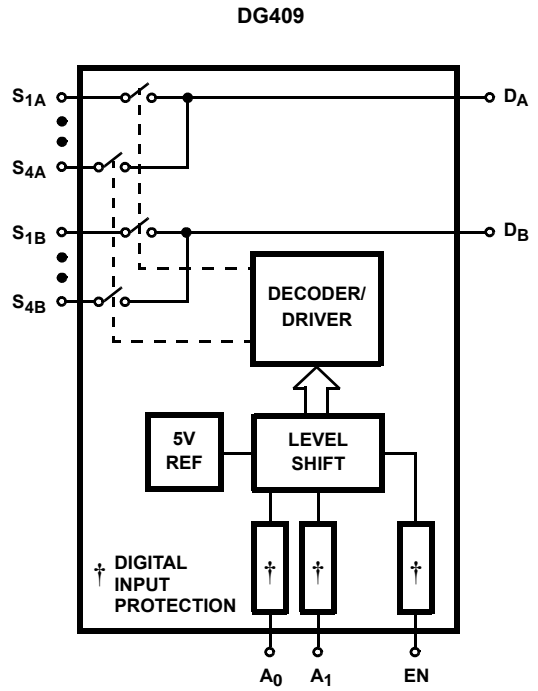 DG409
S1A
DA
S4A
S1B
DB
S4B
DECODER/
DRIVER
5V
REF
LEVEL
SHIFT
† † †
† DIGITAL
INPUT
PROTECTION
A0 A1 EN